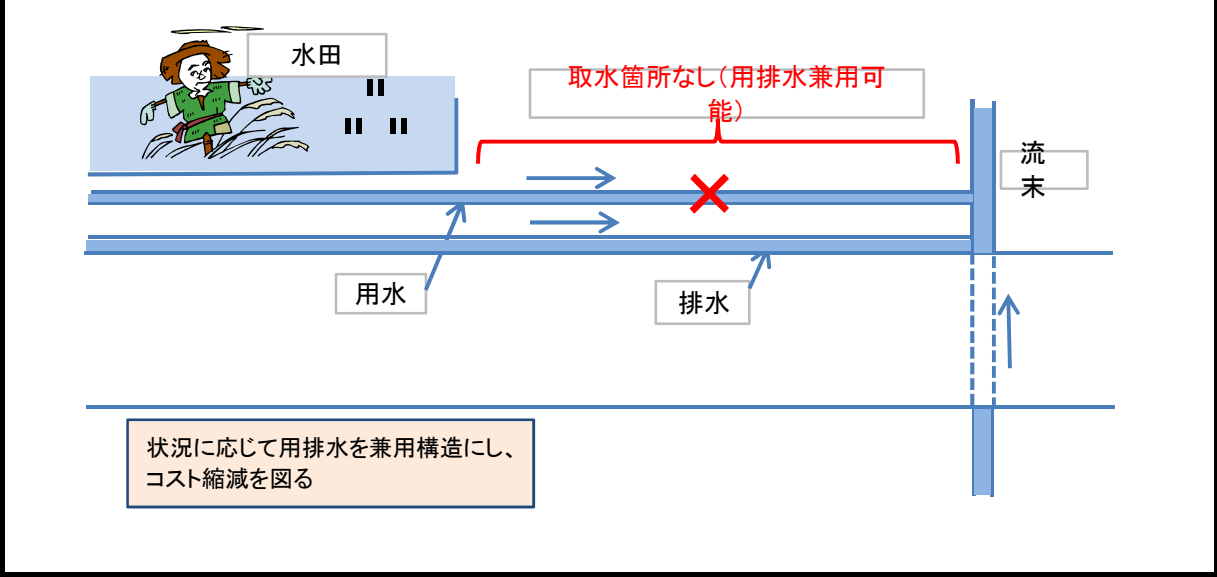 水田
取水箇所なし（用排水兼用可
能）
流
末
用水
排水
状況に応じて用排水を兼用構造にし、
コスト縮減を図る